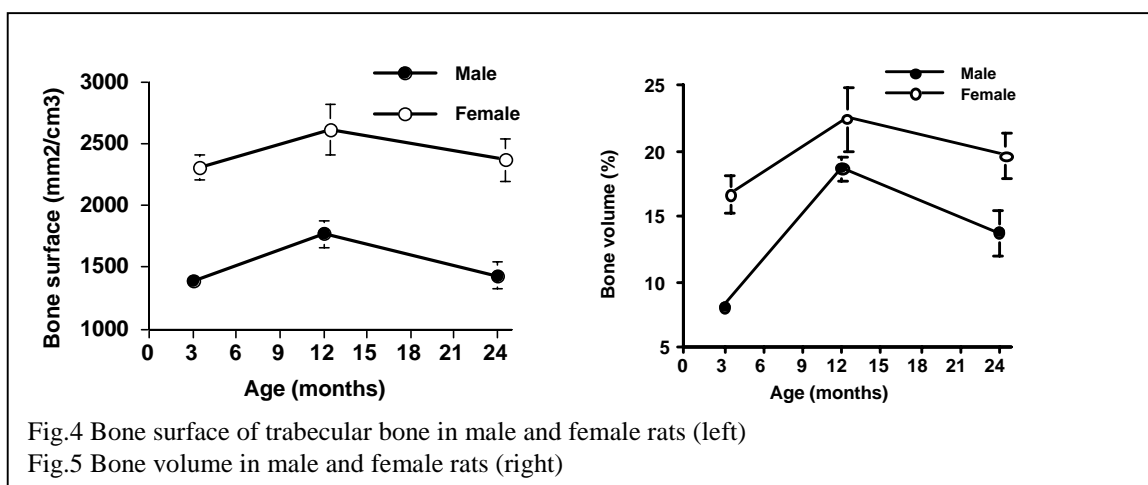 Male
Female
Bone surface (mm2/cm3)
3000
2500
2000
1500
1000
0 3 6 9 12 15 18 21 24
Age (months)
Male
Female
Bone volume (%)
25
20
15
10
5
0 3 6 9 12 15 18 21 24
Age (months)
Fig.4 Bone surface of trabecular bone in male and female rats (left)
Fig.5 Bone volume in male and female rats (right)